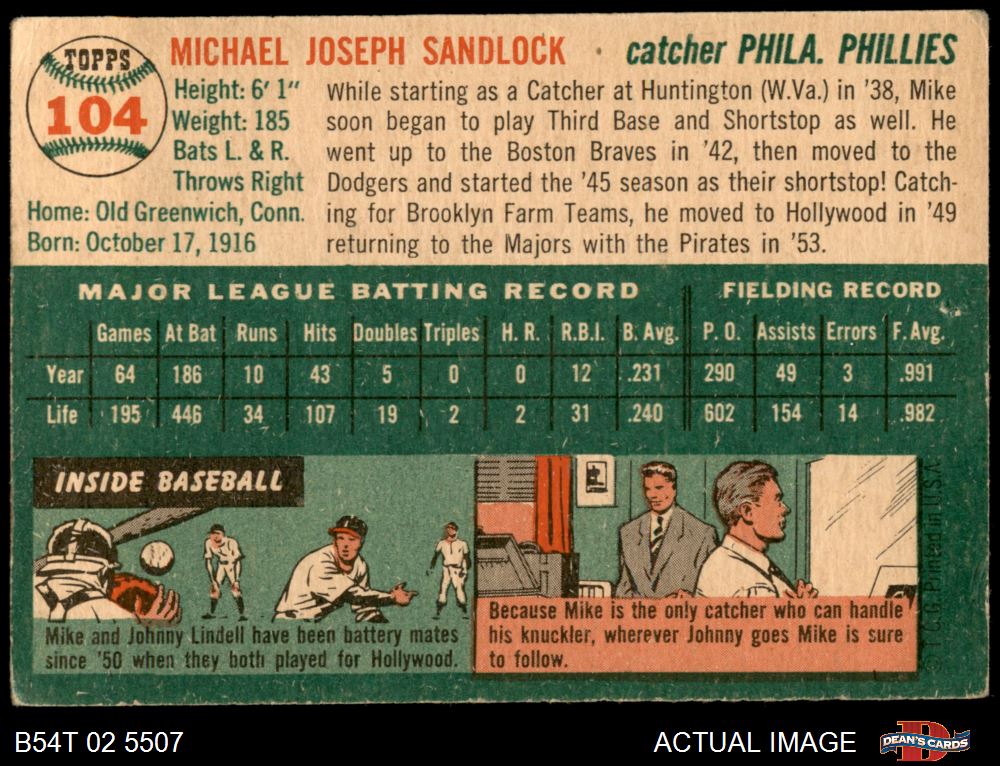 TOPPS
104
MICHAEL JOSEPH SANDLOCK
catcher PHILA. PHILLIES
Height: 6' 1"
Weight: 185
Bats L. & R.
Throws Right
Home: Old Greenwich, Conn.
Born: October 17, 1916
While starting as a Catcher at Huntington (W.Va.) in '38, Mike
soon began to play Third Base and Shortstop as well. He
went up to the Boston Braves in '42, then moved to the
Dodgers and started the '45 season as their shortstop! Catch-
ing for Brooklyn Farm Teams, he moved to Hollywood in '49
returning to the Majors with the Pirates in '53.
MAJOR LEAGUE BATTING RECORD FIELDING RECORD
Games At Bat Runs Hits Doubles Triples H. R. R.B.I. B. Avg. P. O. Assists Errors F. Avg.
Year 64 186 10 43 5 0 0 12 .231 290 49 3 .991
Life 195 446 34 107 19 2 2 31 .240 602 154 14 .982
INSIDE BASEBALL
Mike and Johnny Lindell have been battery mates
since '50 when they both played for Hollywood.
Because Mike is the only catcher who can handle
his knuckler, wherever Johnny goes Mike is sure
to follow.
© T. C. G. Printed in U.S.A.
B54T 02 5507
ACTUAL IMAGE
DEAN'S CARDS